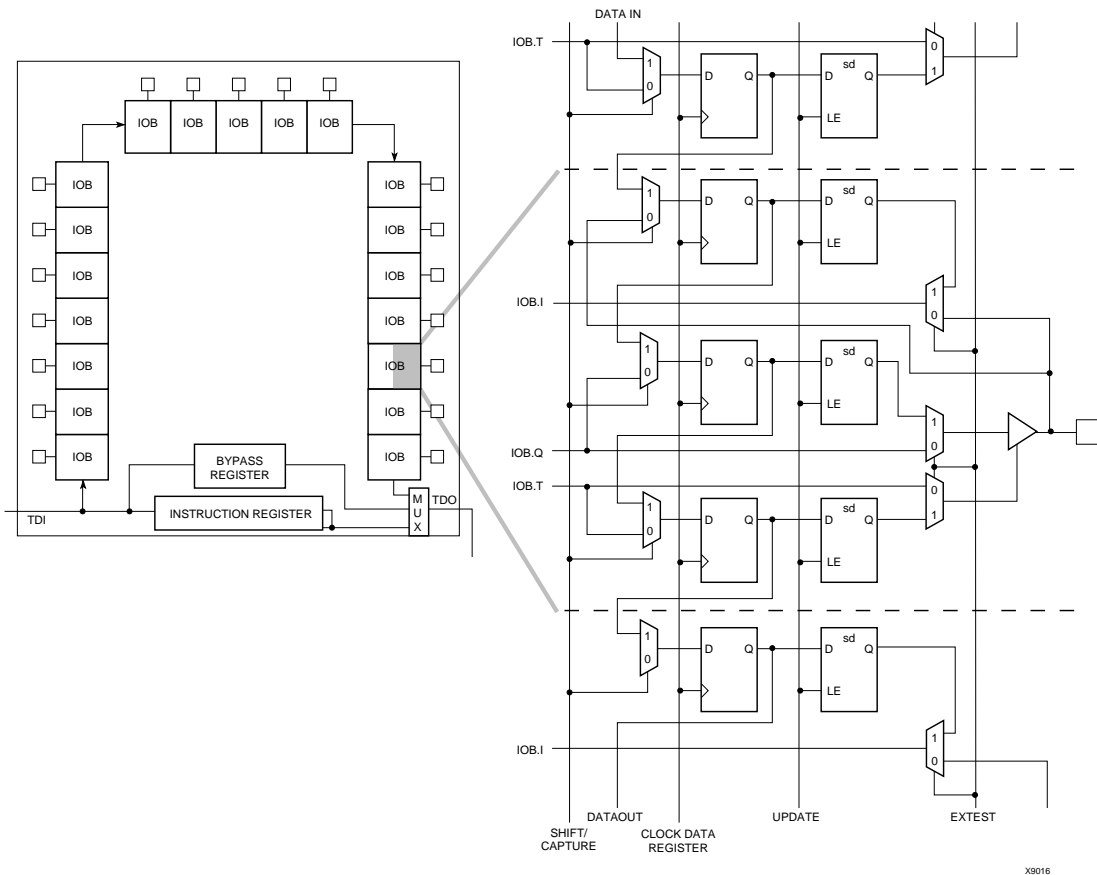 DATA IN
IOB.T
1
0
D Q
sd
D Q
LE
0
1
IOB IOB IOB IOB IOB
IOB
IOB
IOB
IOB
IOB
IOB
IOB
IOB
IOB
IOB
IOB
IOB
IOB
IOB
BYPASS
REGISTER
INSTRUCTION REGISTER
TDI
M
U
X
TDO
1
0
D Q
sd
D Q
LE
1
0
IOB.I
1
0
D Q
sd
D Q
LE
1
0
IOB.Q
IOB.T
0
1
1
0
D Q
sd
D Q
LE
1
0
D Q
sd
D Q
LE
1
0
IOB.I
DATAOUT
UPDATE
EXTEST
SHIFT/
CAPTURE
CLOCK DATA
REGISTER
X9016